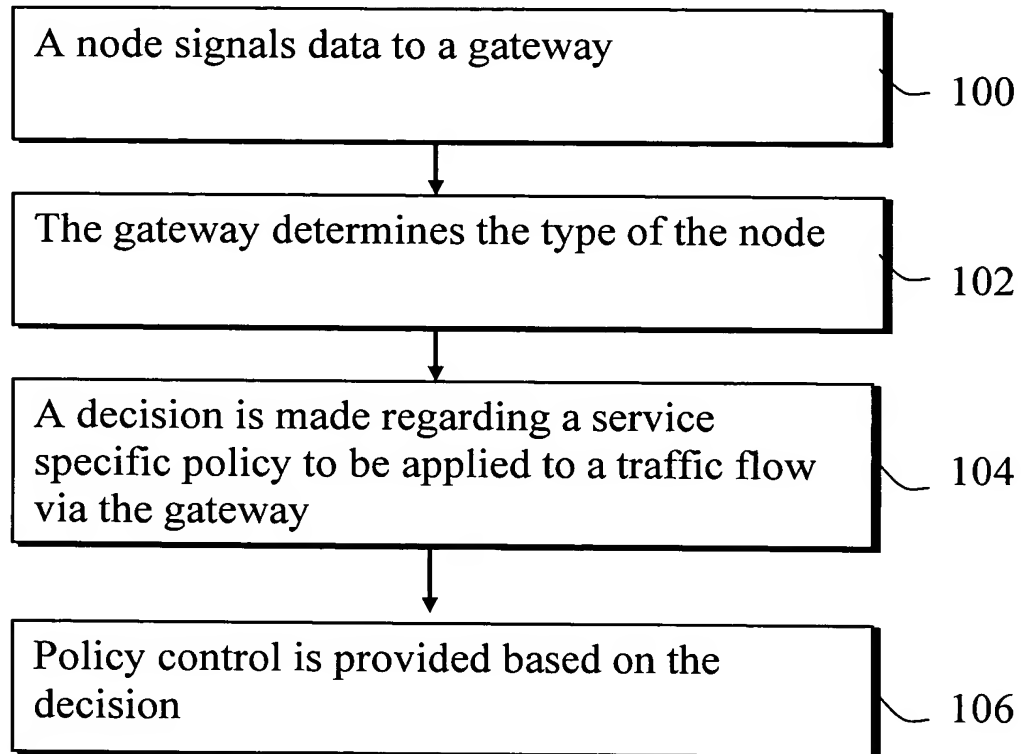 A node signals data to a gateway
100
The gateway determines the type of the node
102
A decision is made regarding a service
specific policy to be applied to a traffic flow
via the gateway
104
Policy control is provided based on the
decision
106